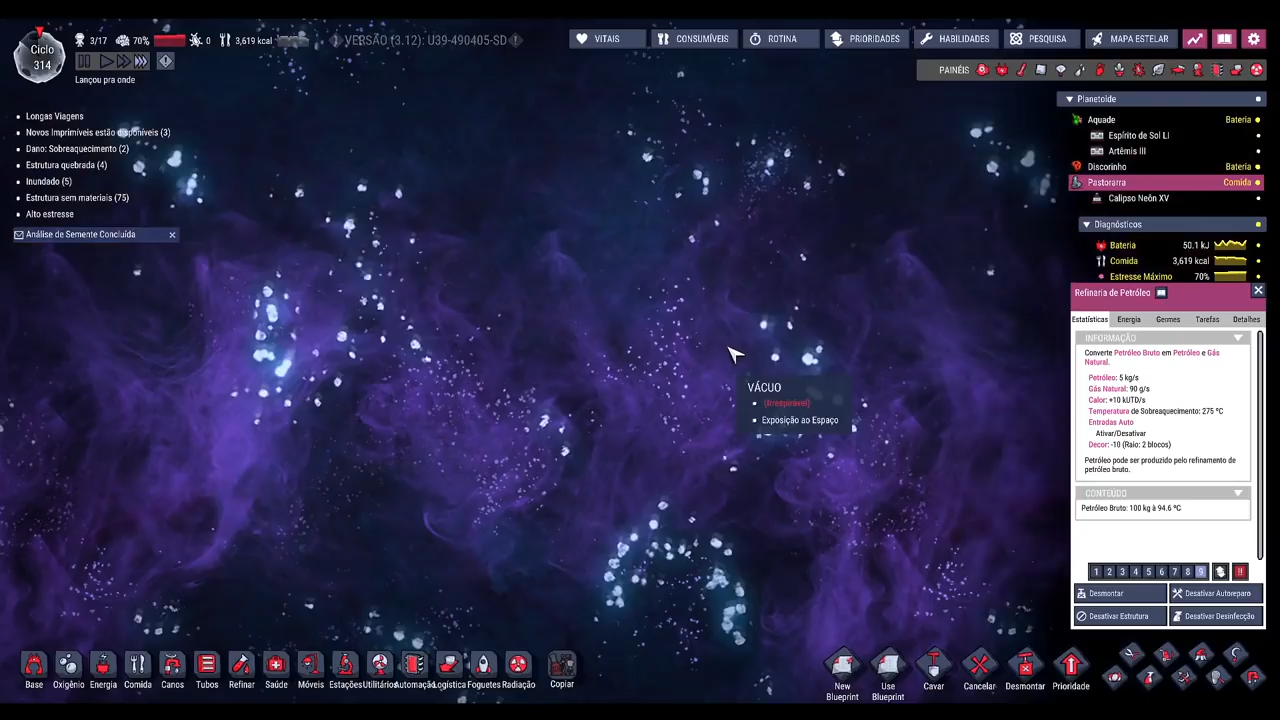 Ciclo
314
3/17 70% 0 3,619 kcal
VERSÃO (3.12): U39-490405-SD
Lançou pra onde
VITAIS
CONSUMÍVEIS
ROTINA
PRIORIDADES
HABILIDADES
PESQUISA
MAPA ESTELAR
PAINÉIS
Longas Viagens
Novos Imprimíveis estão disponíveis (3)
Dano: Sobreaquecimento (2)
Estrutura quebrada (4)
Inundado (5)
Estrutura sem materiais (75)
Alto estresse
Análise de Semente Concluída
Planetoide
Aquade Bateria
Espírito de Sol LI
Artêmis III
Discorinho Bateria
Pastorarra Comida
Calipso Neôn XV
Diagnósticos
Bateria 50.1 kJ
Comida 3,619 kcal
Estresse Máximo 70%
VÁCUO
(Irrespirável)
Exposição ao Espaço
Refinaria de Petróleo
Estatísticas Energia Germes Tarefas Detalhes
INFORMAÇÃO
Converte Petróleo Bruto em Petróleo e Gás
Natural.
Petróleo: 5 kg/s
Gás Natural: 90 g/s
Calor: +10 kUTD/s
Temperatura de Sobreaquecimento: 275 ºC
Entradas Auto
Ativar/Desativar
Decor: -10 (Raio: 2 blocos)
Petróleo pode ser produzido pelo refinamento de
petróleo bruto.
CONTEÚDO
Petróleo Bruto: 100 kg à 94.6 ºC
1 2 3 4 5 6 7 8 9 !!
Desmontar
Desativar Autoreparo
Desativar Estrutura
Desativar Desinfecção
Base
Oxigênio
Energia
Comida
Canos
Tubos
Refinar
Saúde
Móveis
Estações
Utilitários
Automação
Logística
Foguetes
Radiação
Copiar
New
Blueprint
Use
Blueprint
Cavar
Cancelar
Desmontar
Prioridade